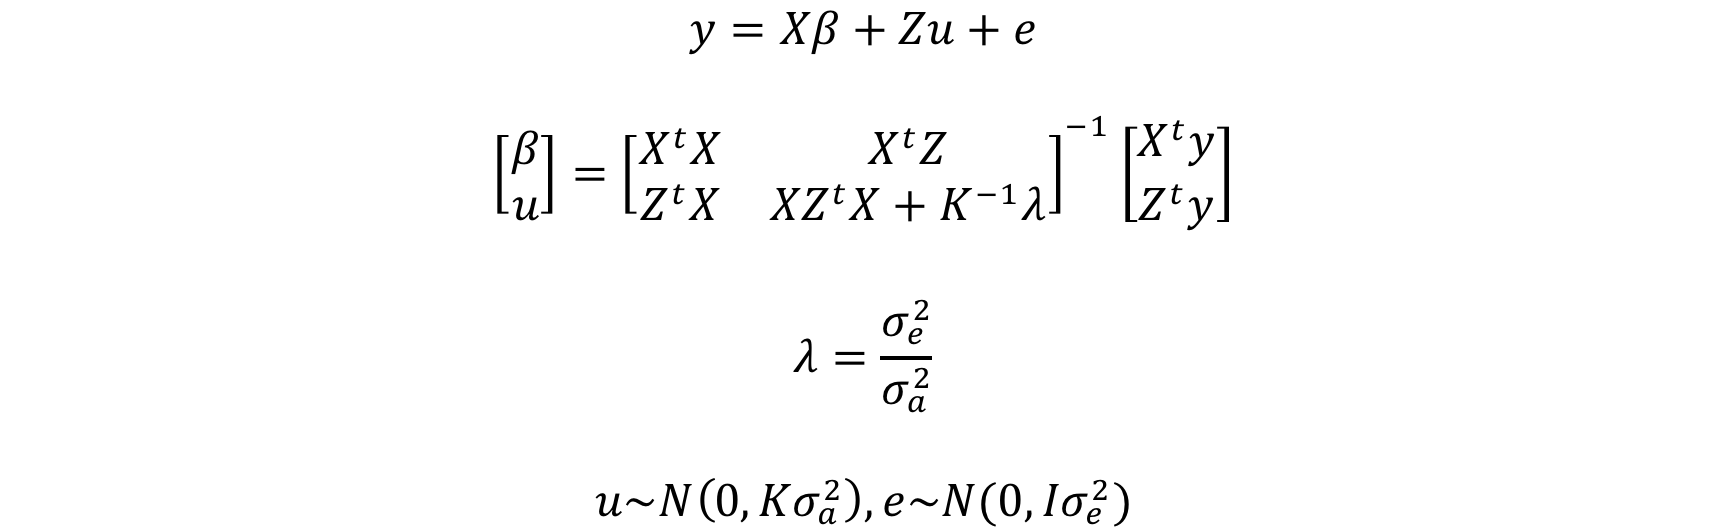 y = Xβ + Zu + e
[β u] = [XᵗX XᵗZ ZᵗX XZᵗX + K⁻¹λ]⁻¹ [Xᵗy Zᵗy]
λ = σₑ²/σₐ²
u~N(0, Kσₐ²), e~N(0, Iσₑ²)